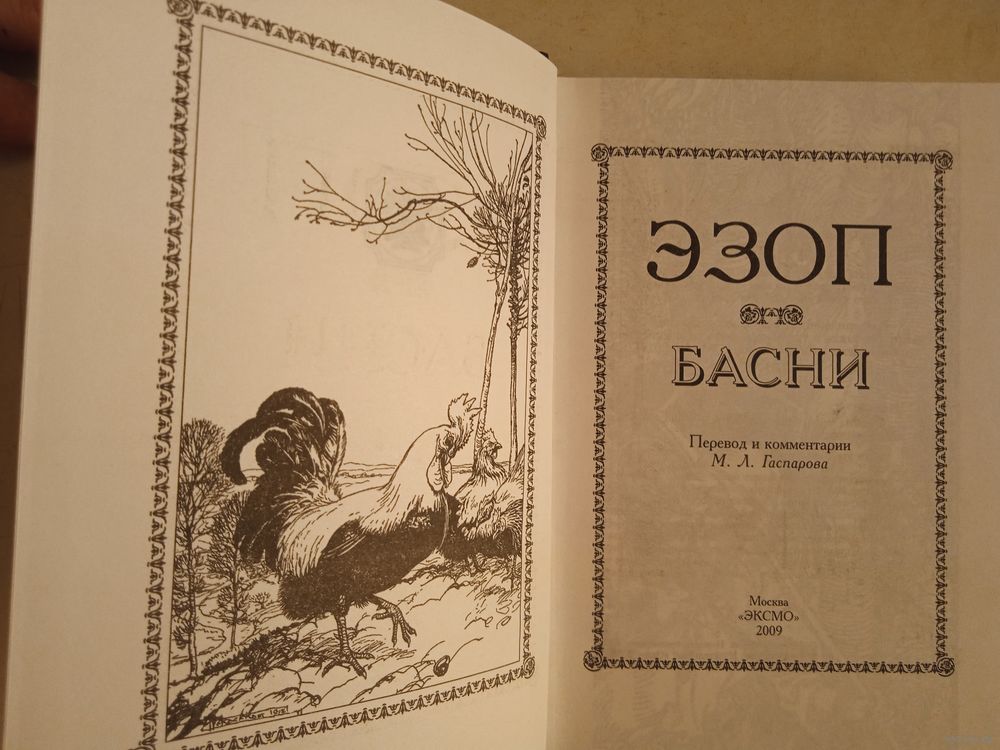 ЭЗОП
БАСНИ
Перевод и комментарии
М. Л. Гаспарова
Москва
«ЭКСМО»
2009